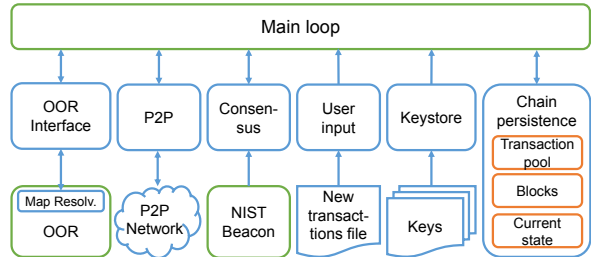 Main loop
OOR
Interface
P2P
Consen-
sus
User
input
Keystore
Chain
persistence
Transaction
pool
Blocks
Current
state
Map Resolv.
OOR
P2P
Network
NIST
Beacon
New
transact-
tions file
Keys